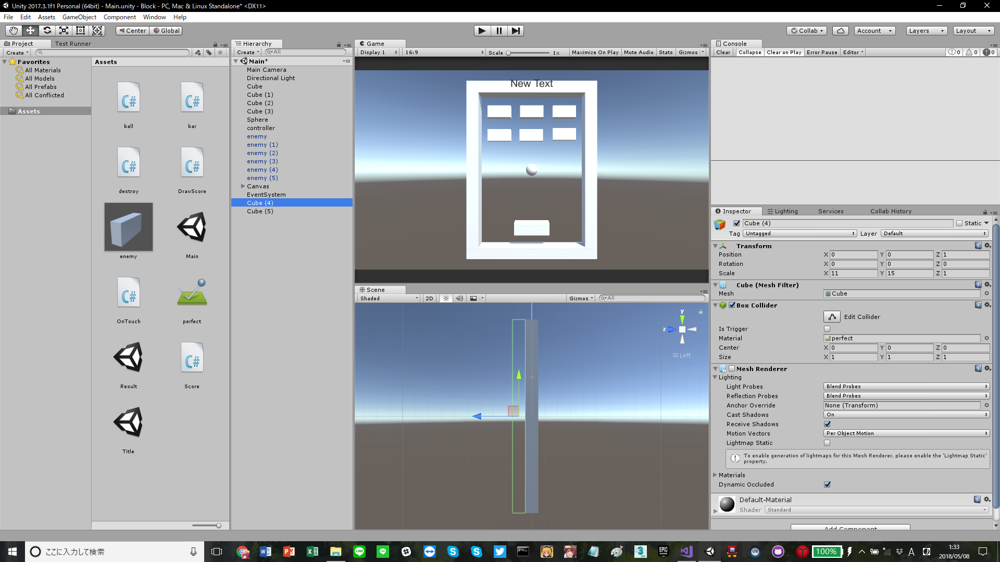 Unity 2017.3.1f1 Personal (64bit) - Main.unity - Block - PC, Mac & Linux Standalone* <DX11>
File Edit Assets GameObject Component Window Help
Center Global
Collab Account Layers Layout
Project Test Runner
Create
Favorites
All Materials
All Models
All Prefabs
All Conflicted
Assets
Assets
C# C#
ball bar
C# C#
destroy DrawScore
enemy Main
C#
OnTouch perfect
C#
Result Score
Title
Hierarchy
Create All
Main*
Main Camera
Directional Light
Cube
Cube (1)
Cube (2)
Cube (3)
Sphere
controller
enemy
enemy (1)
enemy (2)
enemy (3)
enemy (4)
enemy (5)
Canvas
EventSystem
Cube (4)
Cube (5)
Game
Display 1 16:9 Scale 1x Maximize On Play Mute Audio Stats Gizmos
New Text
Scene
Shaded 2D Gizmos All
y
z
Left
Console
Clear Collapse Clear on Play Error Pause Editor 0 0 0
Inspector Lighting Services Collab History
Cube (4) Static
Tag Untagged Layer Default
Transform
Position X 0 Y 0 Z 1
Rotation X 0 Y 0 Z 0
Scale X 11 Y 15 Z 1
Cube (Mesh Filter)
Mesh Cube
Box Collider
Edit Collider
Is Trigger
Material perfect
Center X 0 Y 0 Z 0
Size X 1 Y 1 Z 1
Mesh Renderer
Lighting
Light Probes Blend Probes
Reflection Probes Blend Probes
Anchor Override None (Transform)
Cast Shadows On
Receive Shadows
Motion Vectors Per Object Motion
Lightmap Static
To enable generation of lightmaps for this Mesh Renderer, please enable the 'Lightmap Static'
property.
Materials
Dynamic Occluded
Default-Material
Shader Standard
Add Component
ここに入力して検索
100%
A
1:33
2018/05/08